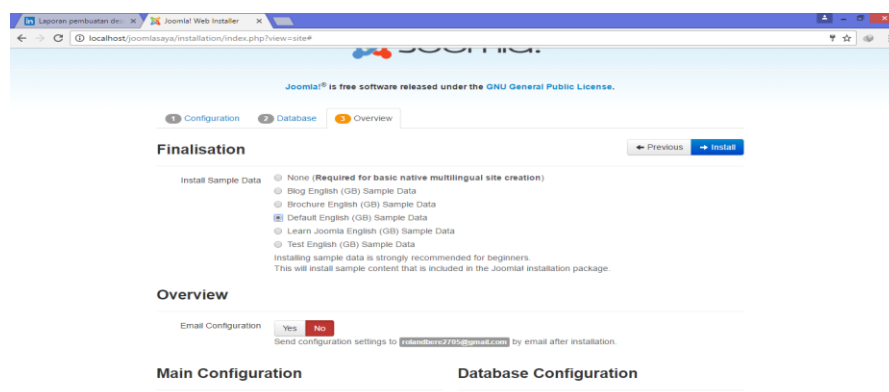 Laporan pembuatan des
Joomla! Web Installer
localhost/joomlasaya/installation/index.php?view=site#
Joomla!
Joomla!® is free software released under the GNU General Public License.
1 Configuration 2 Database 3 Overview
Finalisation
Previous Install
Install Sample Data
None (Required for basic native multilingual site creation)
Blog English (GB) Sample Data
Brochure English (GB) Sample Data
Default English (GB) Sample Data
Learn Joomla English (GB) Sample Data
Test English (GB) Sample Data
Installing sample data is strongly recommended for beginners.
This will install sample content that is included in the Joomla! installation package.
Overview
Email Configuration Yes No
Send configuration settings to rolandbere2705@gmail.com by email after installation.
Main Configuration Database Configuration